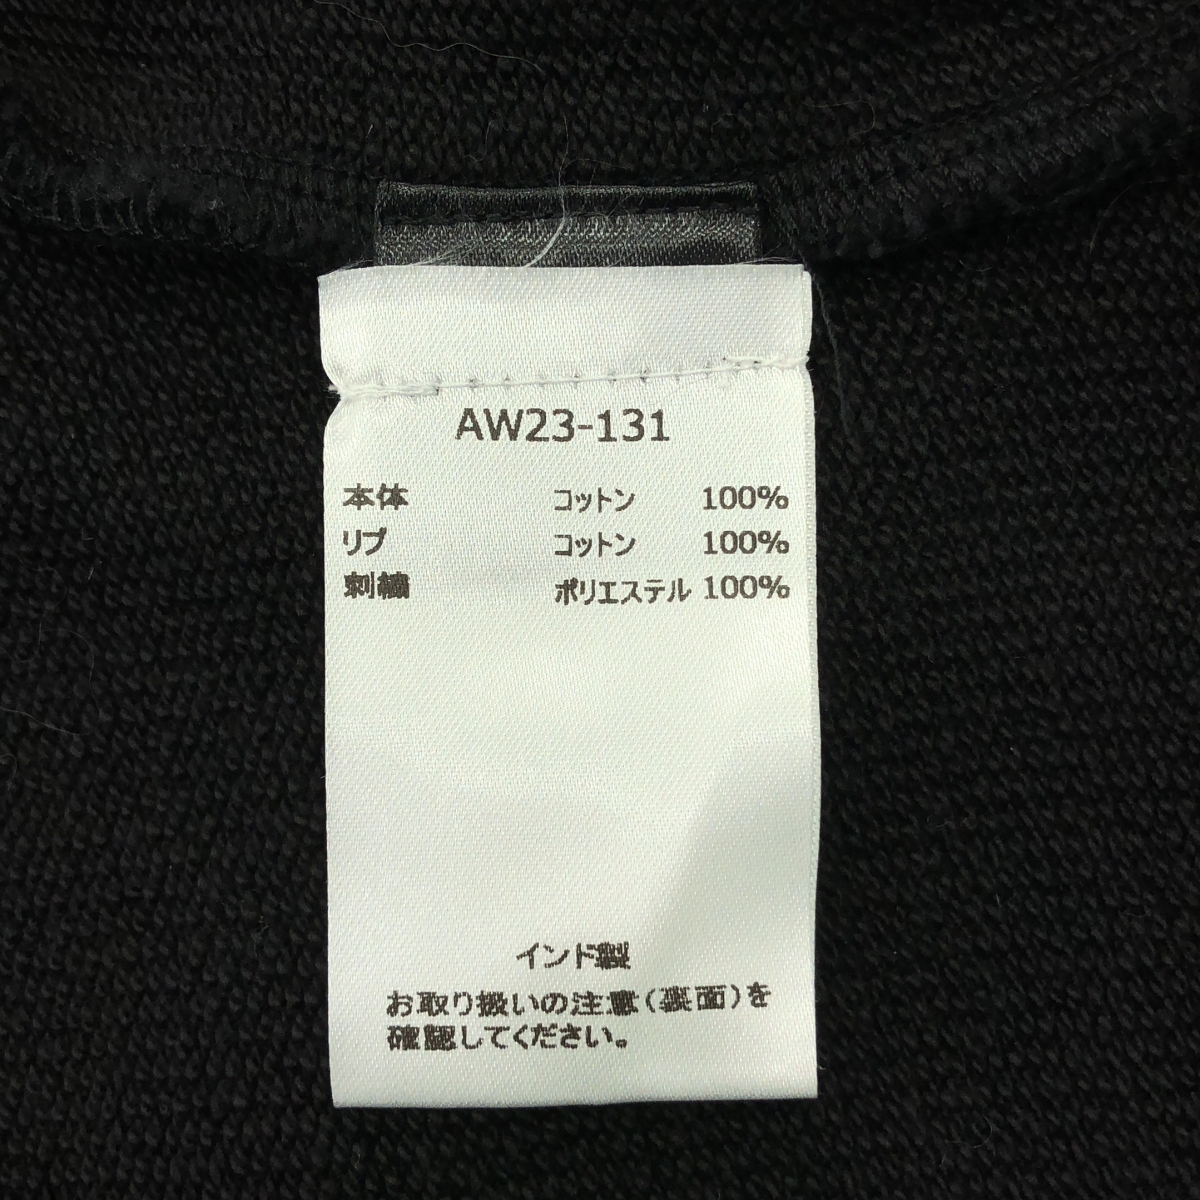 AW23-131
本体 コットン 100%
リブ コットン 100%
刺繍 ポリエステル 100%
インド製
お取り扱いの注意(裏面)を
確認してください。